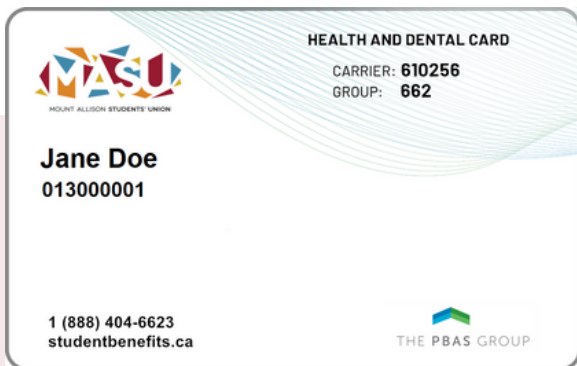 MASU
MOUNT ALLISON STUDENTS' UNION
HEALTH AND DENTAL CARD
CARRIER: 610256
GROUP: 662
Jane Doe
013000001
1 (888) 404-6623
studentbenefits.ca
THE PBAS GROUP